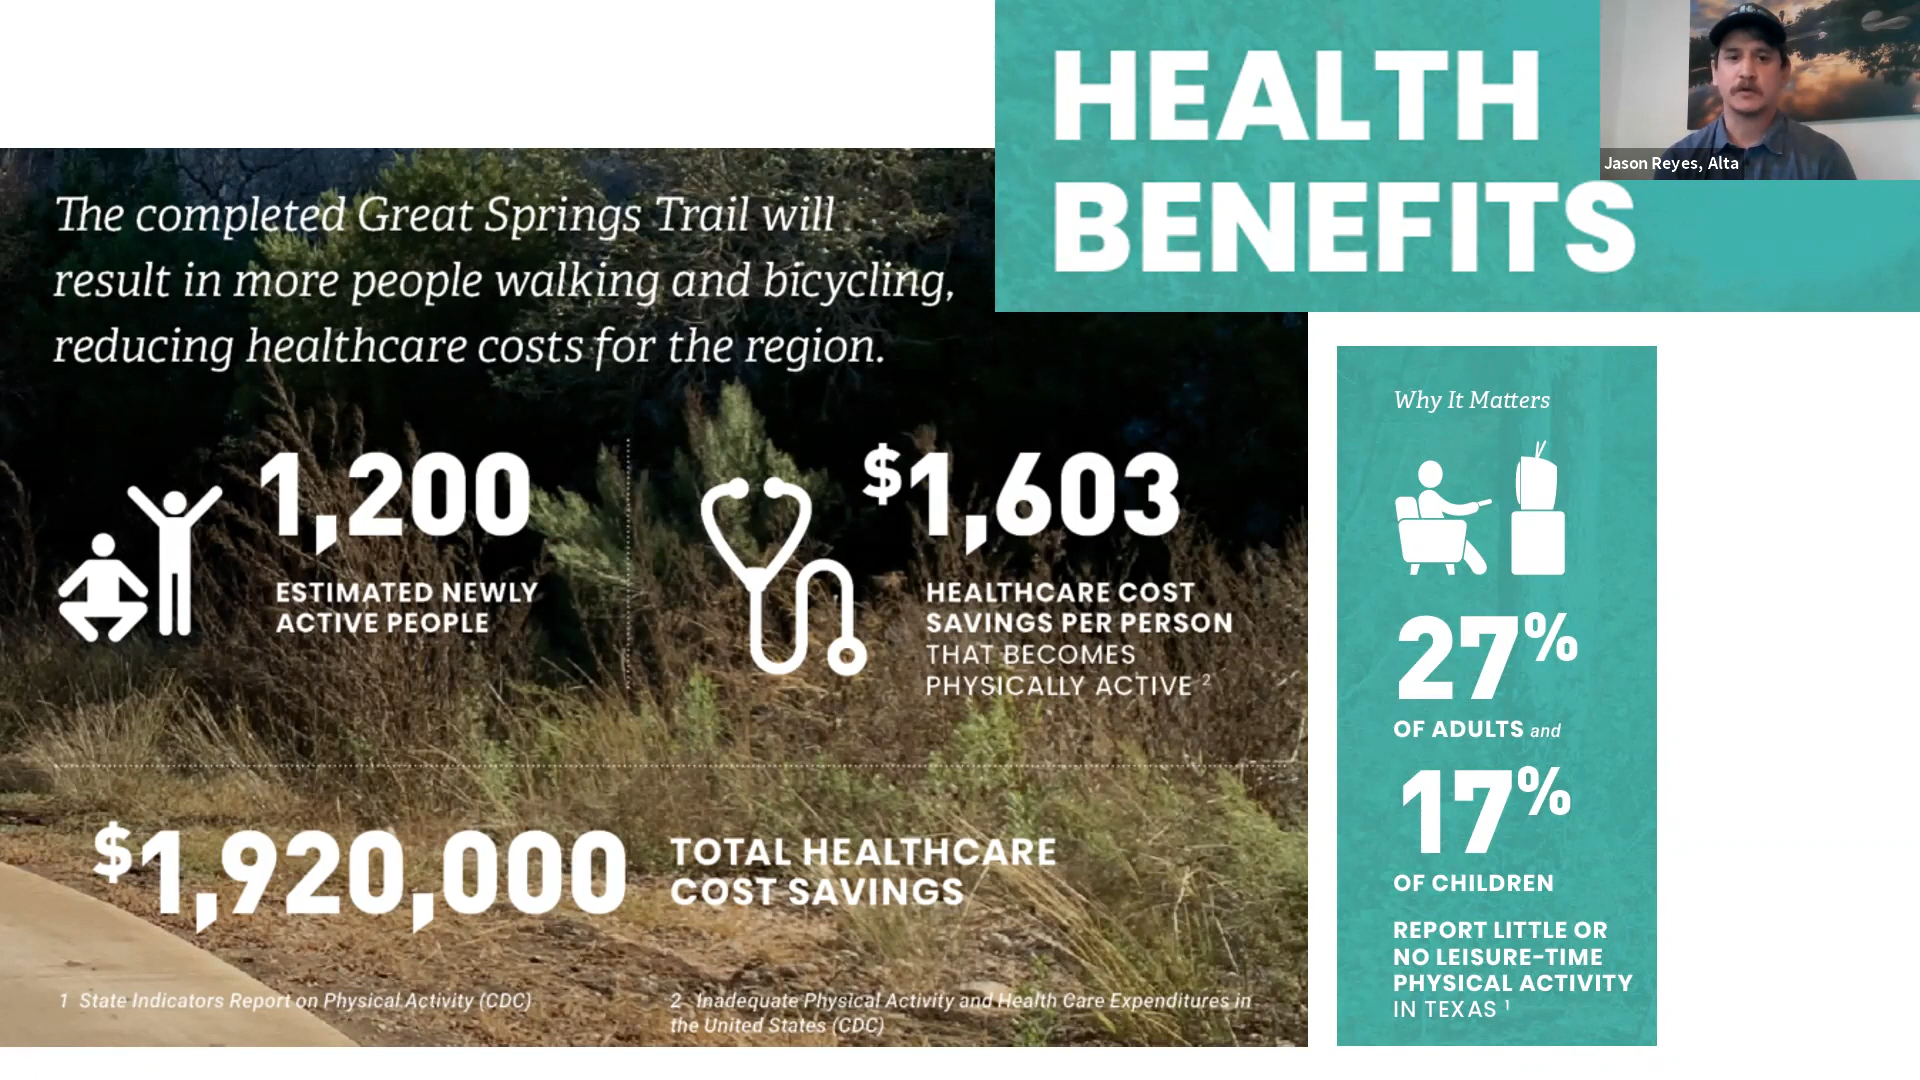 HEALTH
BENEFITS
Jason Reyes, Alta
The completed Great Springs Trail will
result in more people walking and bicycling,
reducing healthcare costs for the region.
1,200
ESTIMATED NEWLY
ACTIVE PEOPLE
$1,603
HEALTHCARE COST
SAVINGS PER PERSON
THAT BECOMES
PHYSICALLY ACTIVE 2
$1,920,000
TOTAL HEALTHCARE
COST SAVINGS
1 State Indicators Report on Physical Activity (CDC)
2 Inadequate Physical Activity and Health Care Expenditures in
the United States (CDC)
Why It Matters
27%
OF ADULTS and
17%
OF CHILDREN
REPORT LITTLE OR
NO LEISURE-TIME
PHYSICAL ACTIVITY
IN TEXAS 1